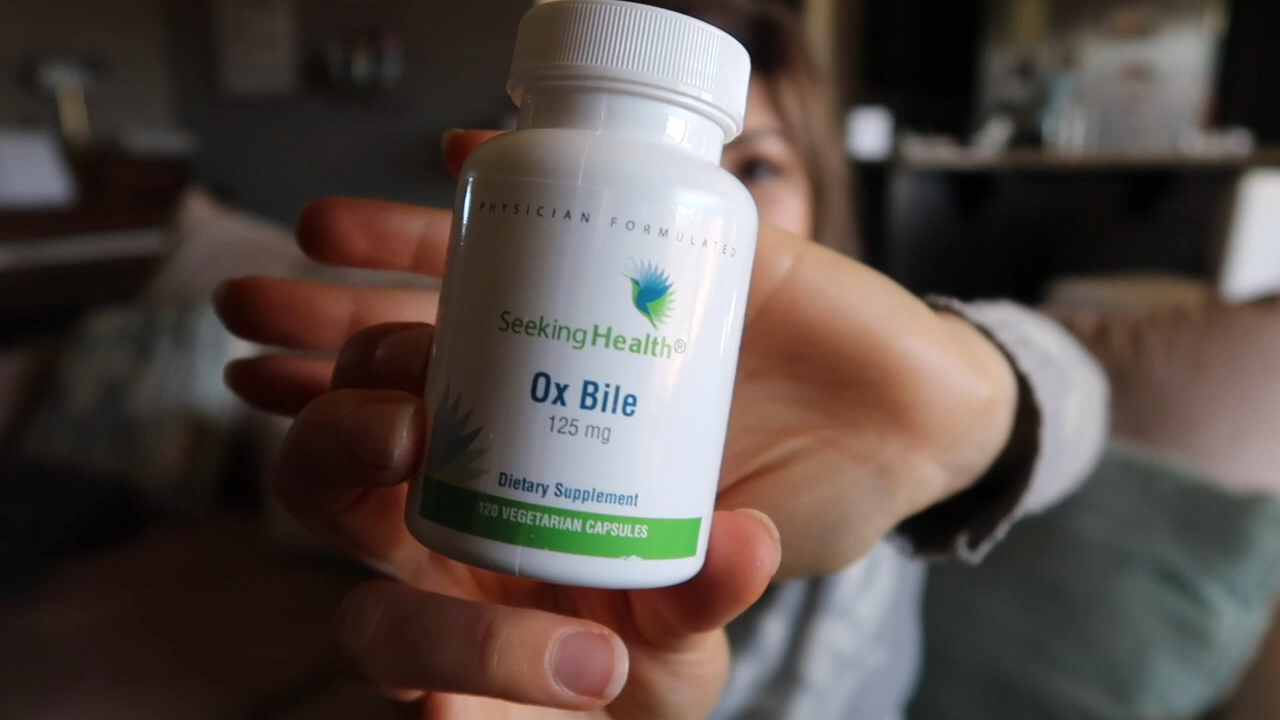 PHYSICIAN FORMULATED
SeekingHealth®
Ox Bile
125 mg
Dietary Supplement
120 VEGETARIAN CAPSULES